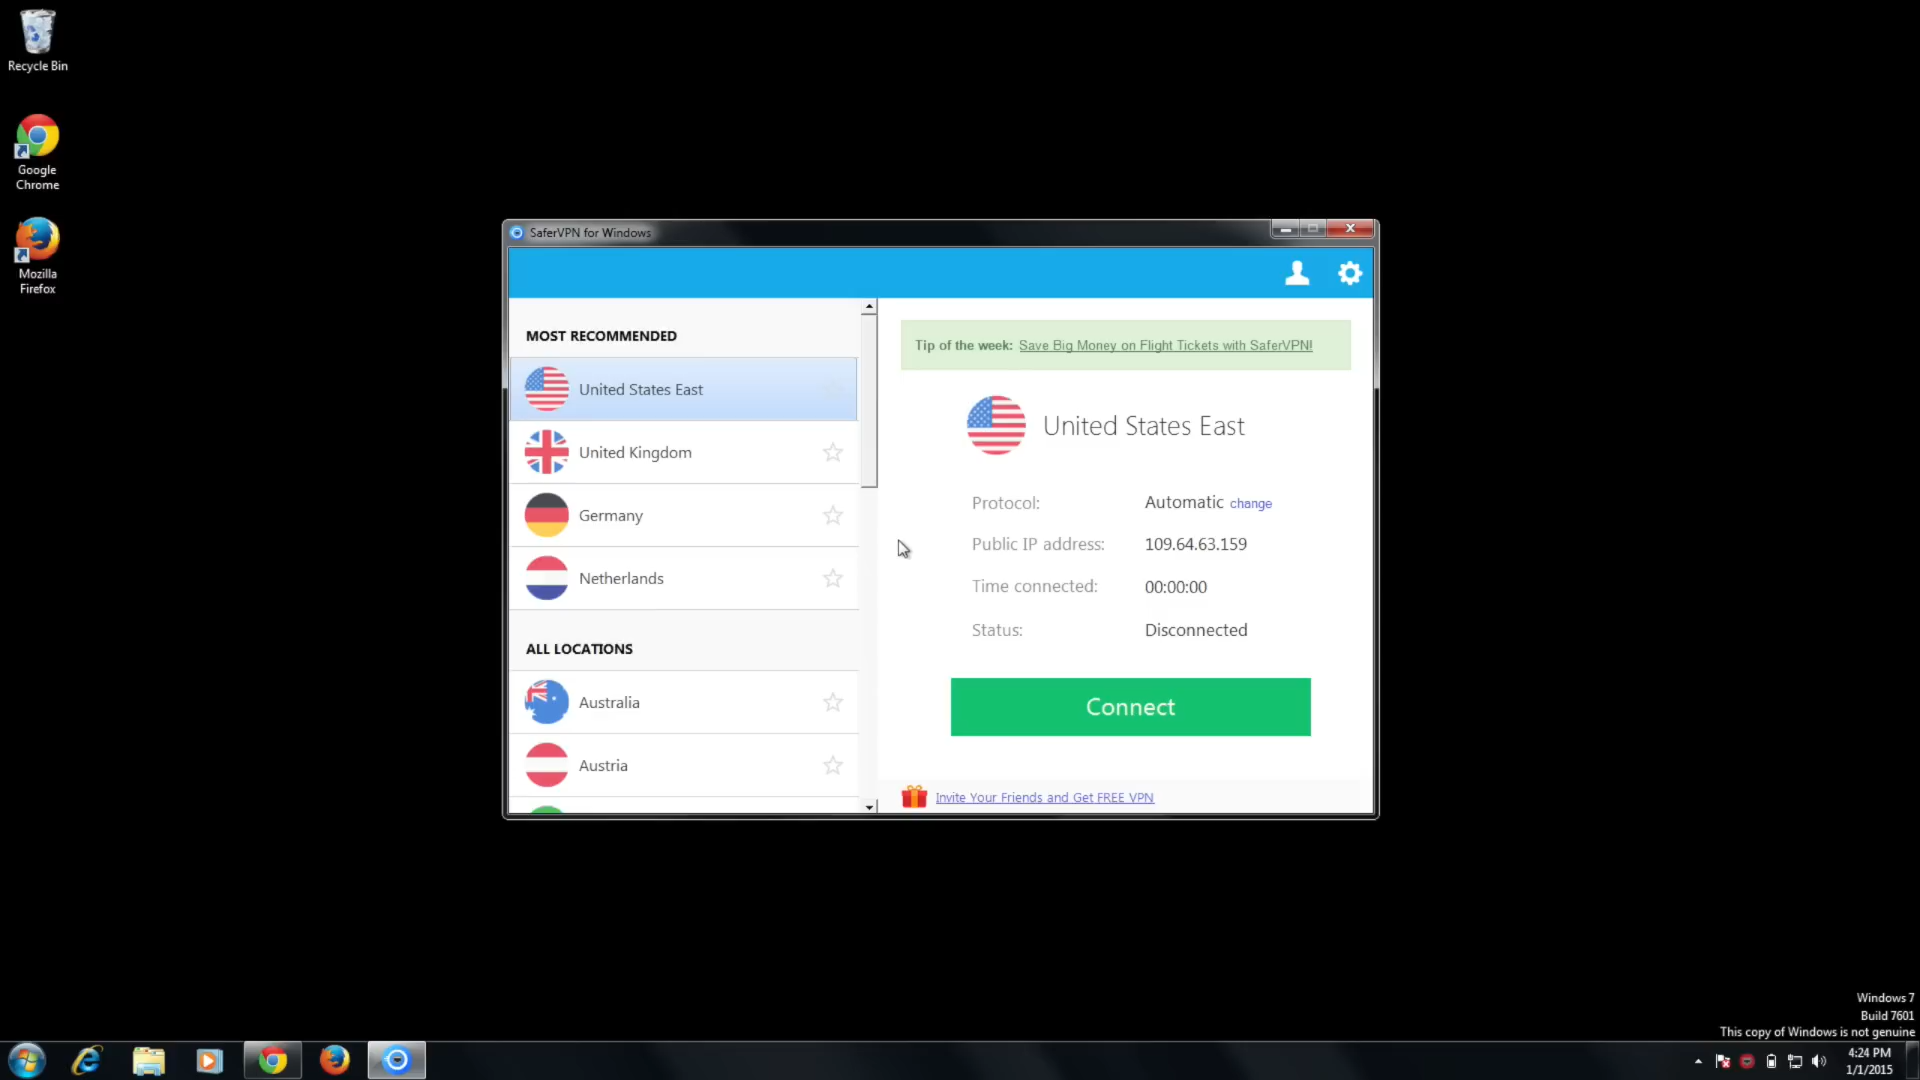 Recycle Bin
Google
Chrome
Mozilla
Firefox
SaferVPN for Windows
MOST RECOMMENDED
United States East
United Kingdom
Germany
Netherlands
ALL LOCATIONS
Australia
Austria
Tip of the week: Save Big Money on Flight Tickets with SaferVPN!
United States East
Protocol: Automatic change
Public IP address: 109.64.63.159
Time connected: 00:00:00
Status: Disconnected
Connect
Invite Your Friends and Get FREE VPN
Windows 7
Build 7601
This copy of Windows is not genuine
4:24 PM
1/1/2015